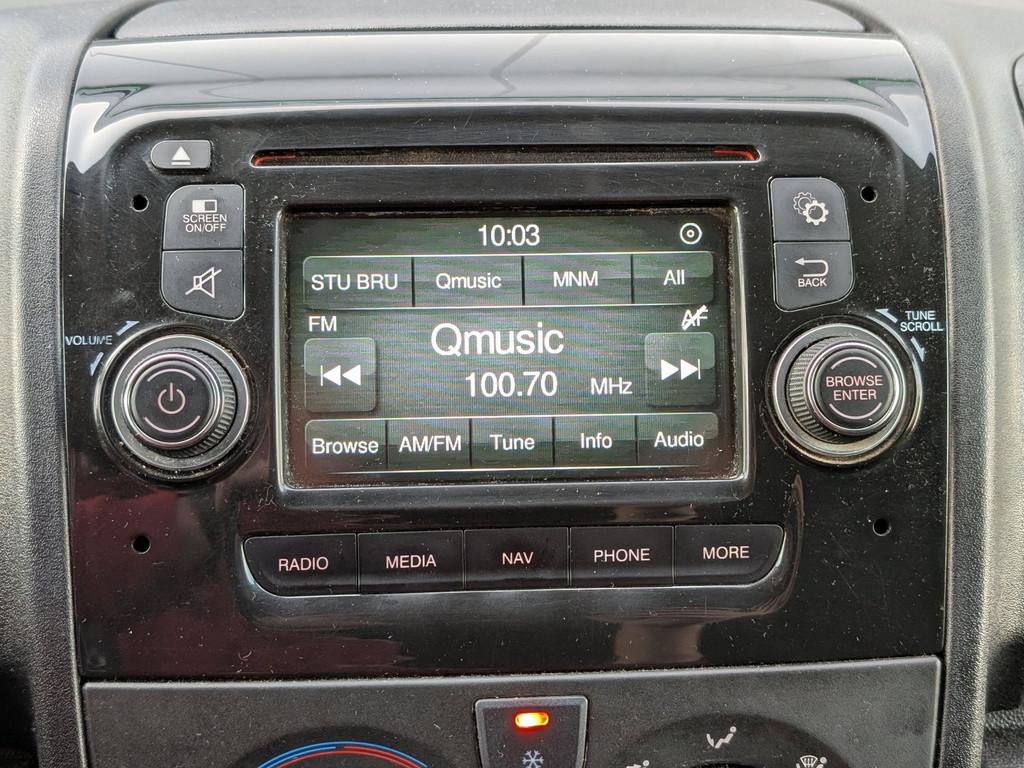 SCREEN
ON/OFF
10:03
STU BRU Qmusic MNM All
BACK
FM
AF
VOLUME
TUNE
SCROLL
Qmusic
100.70 MHz
BROWSE
ENTER
Browse AM/FM Tune Info Audio
RADIO MEDIA NAV PHONE MORE